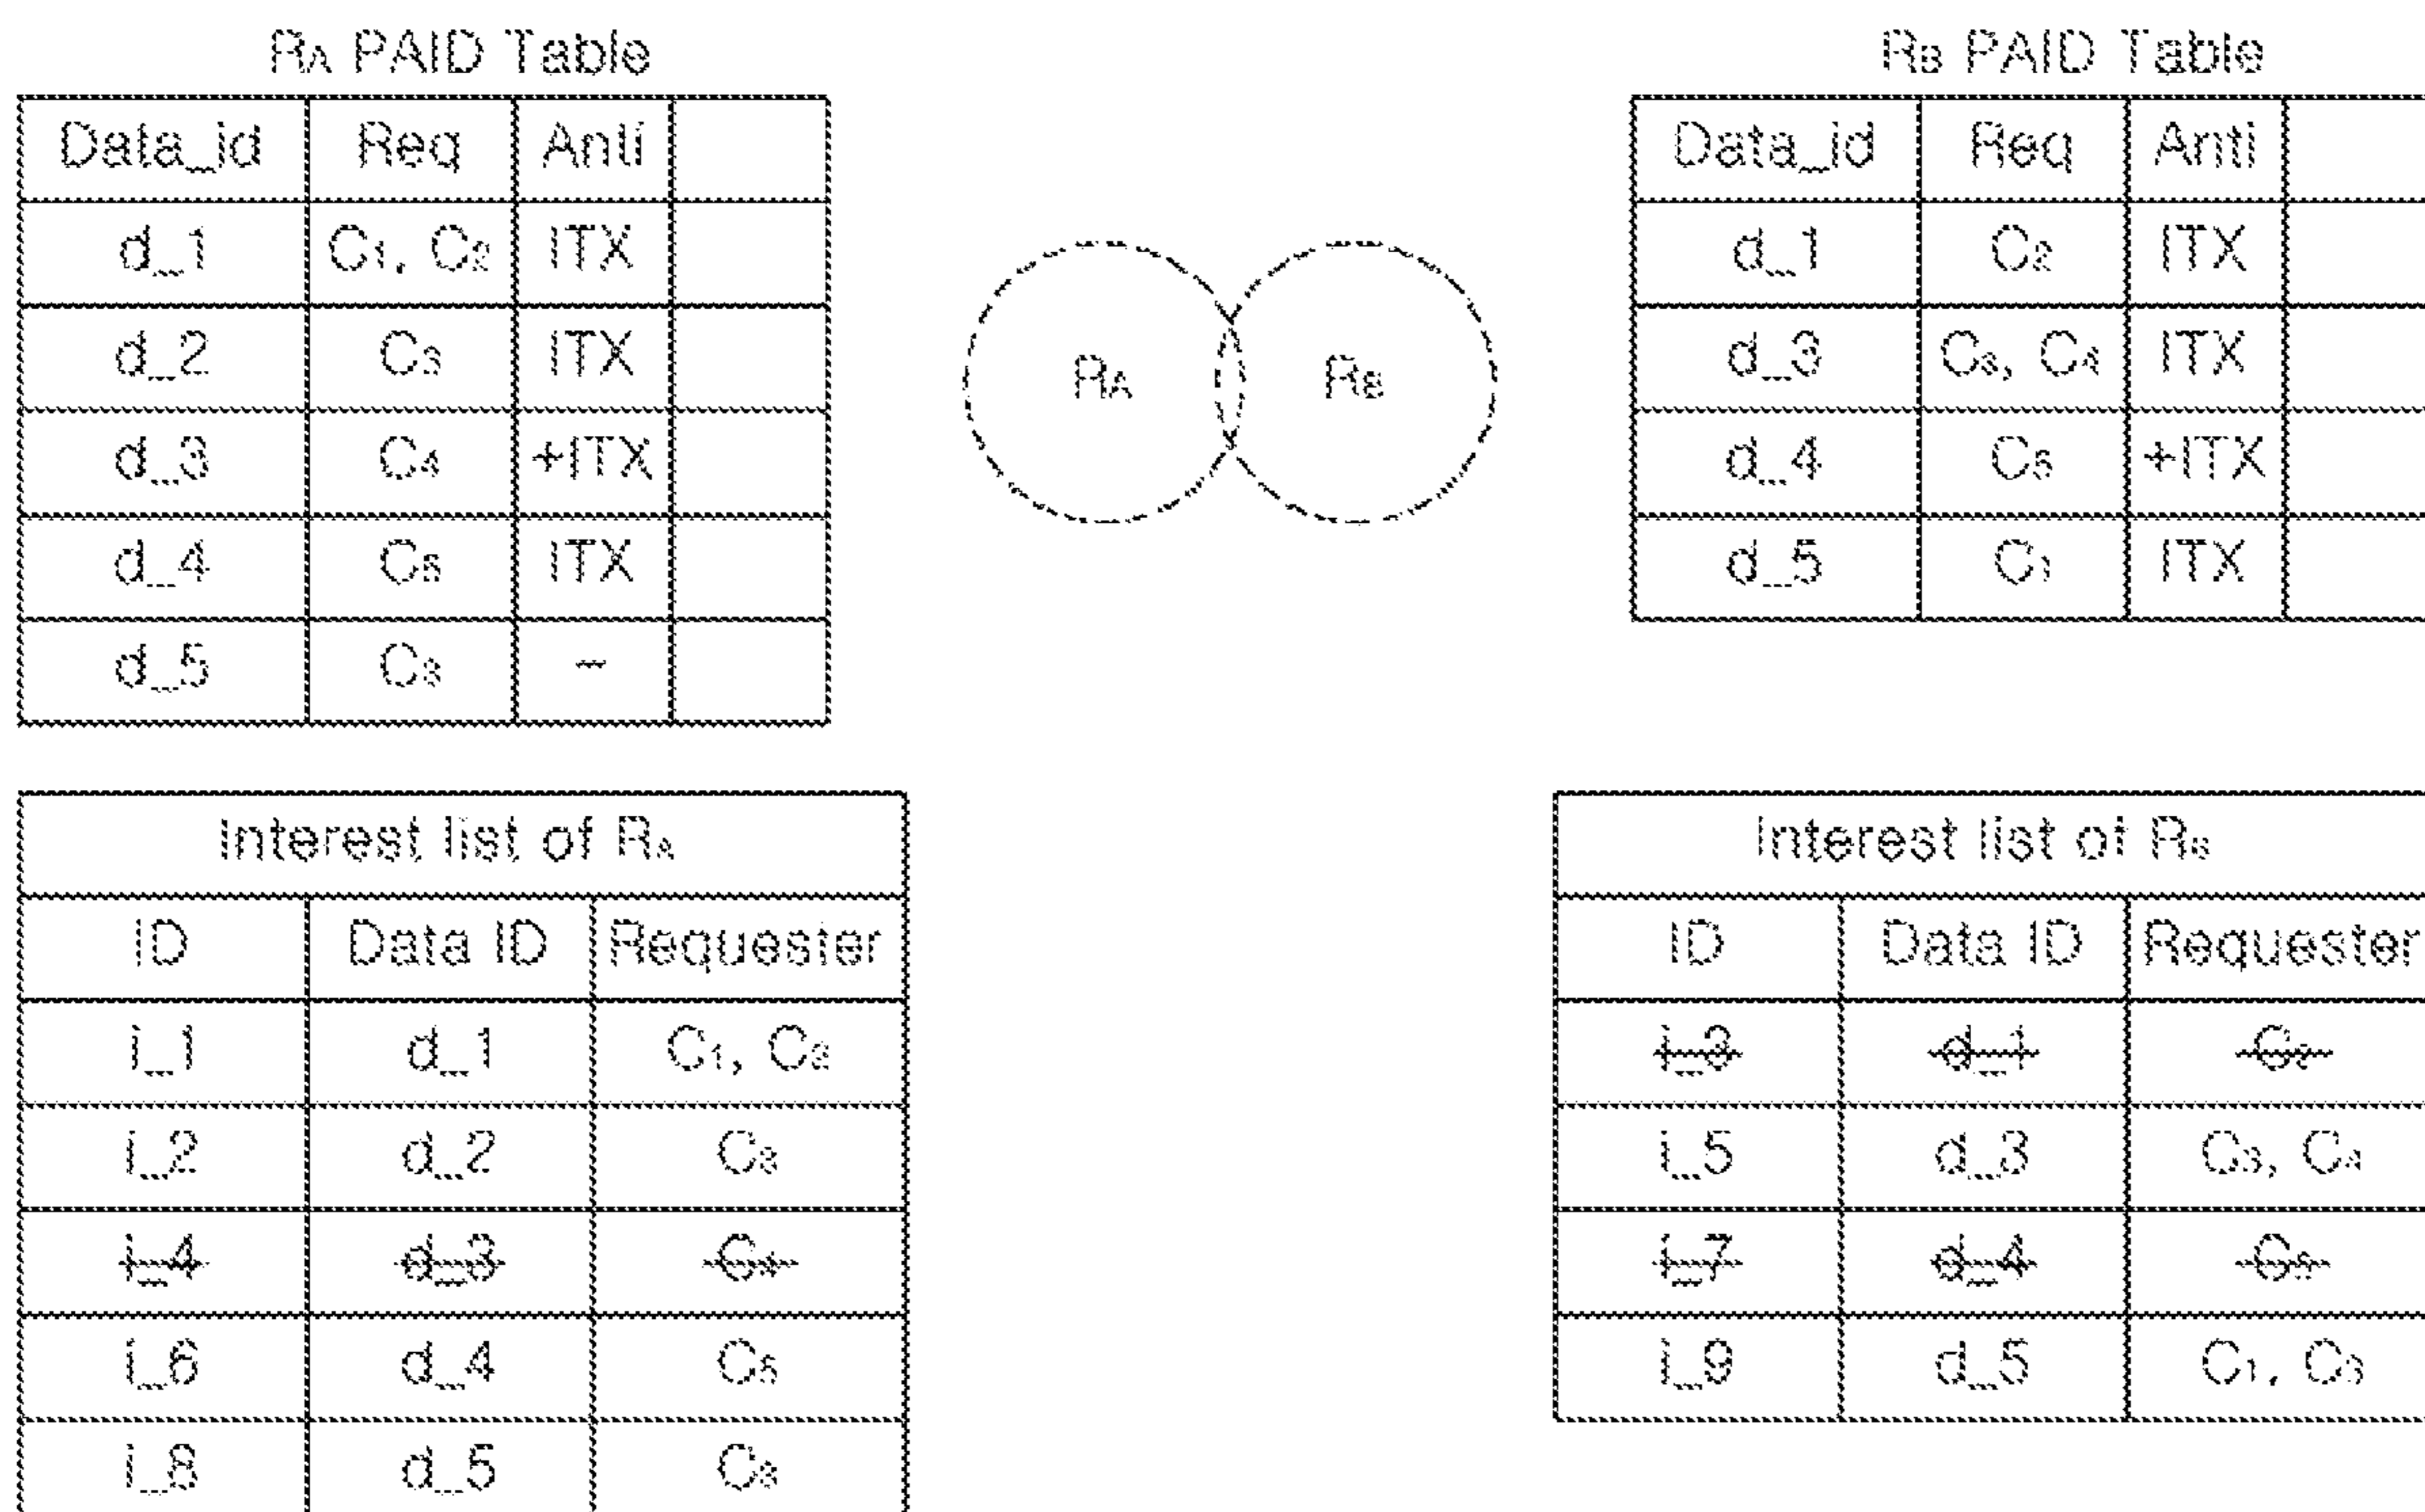 RA PAID Table
Data_id Req Anti
d_1 C1, C2 ITX
d_2 C3 ITX
d_3 C4 +ITX
d_4 C5 ITX
d_5 C3 -
RA RB
RB PAID Table
Data_id Req Anti
d_1 C2 ITX
d_3 C3, C4 ITX
d_4 C5 +ITX
d_5 C1 ITX
Interest list of RA
ID Data ID Requester
i_1 d_1 C1, C2
i_2 d_2 C3
i_4 d_3 C4
i_6 d_4 C5
i_8 d_5 C3
Interest list of RB
ID Data ID Requester
i_3 d_1 C2
i_5 d_3 C3, C4
i_7 d_4 C5
i_9 d_5 C1, C3